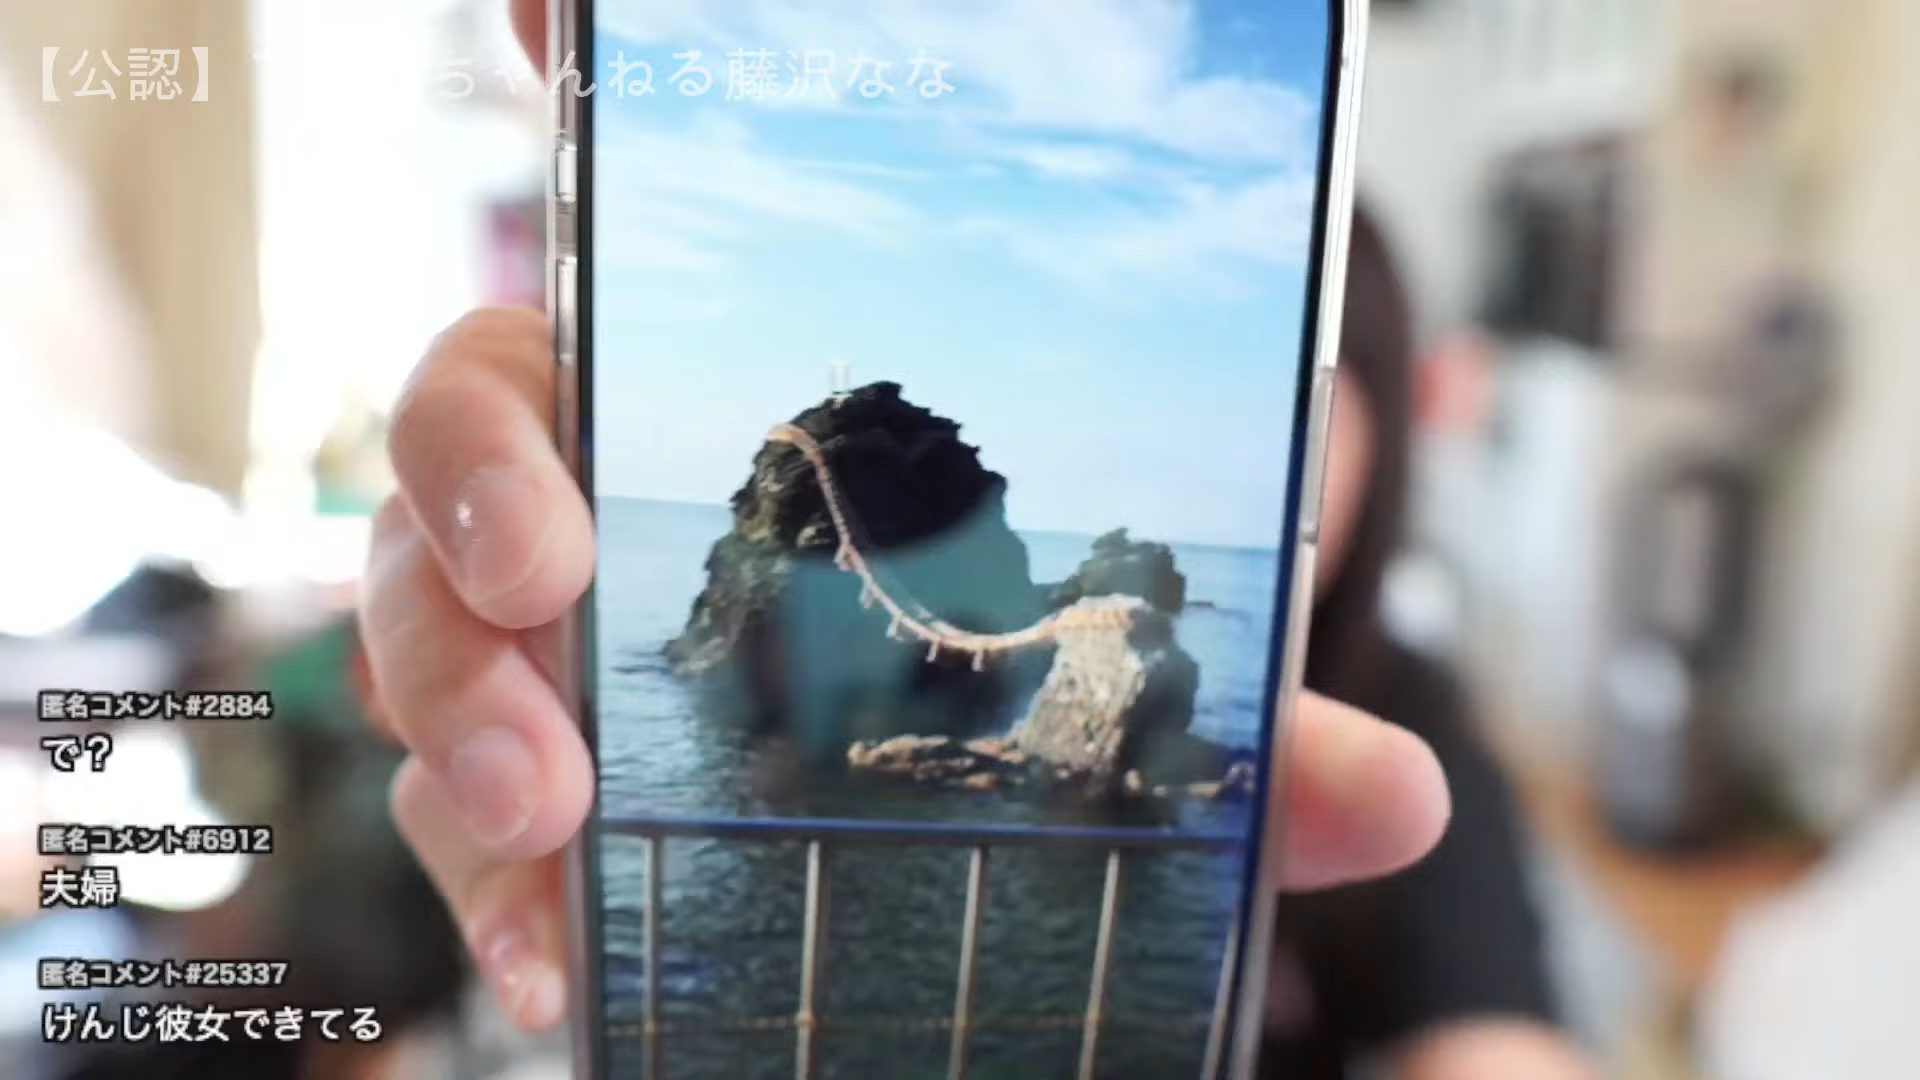 【公認】 ちゃんねる藤沢なな
匿名コメント#2884
で?
匿名コメント#6912
夫婦
匿名コメント#25337
けんじ彼女できてる